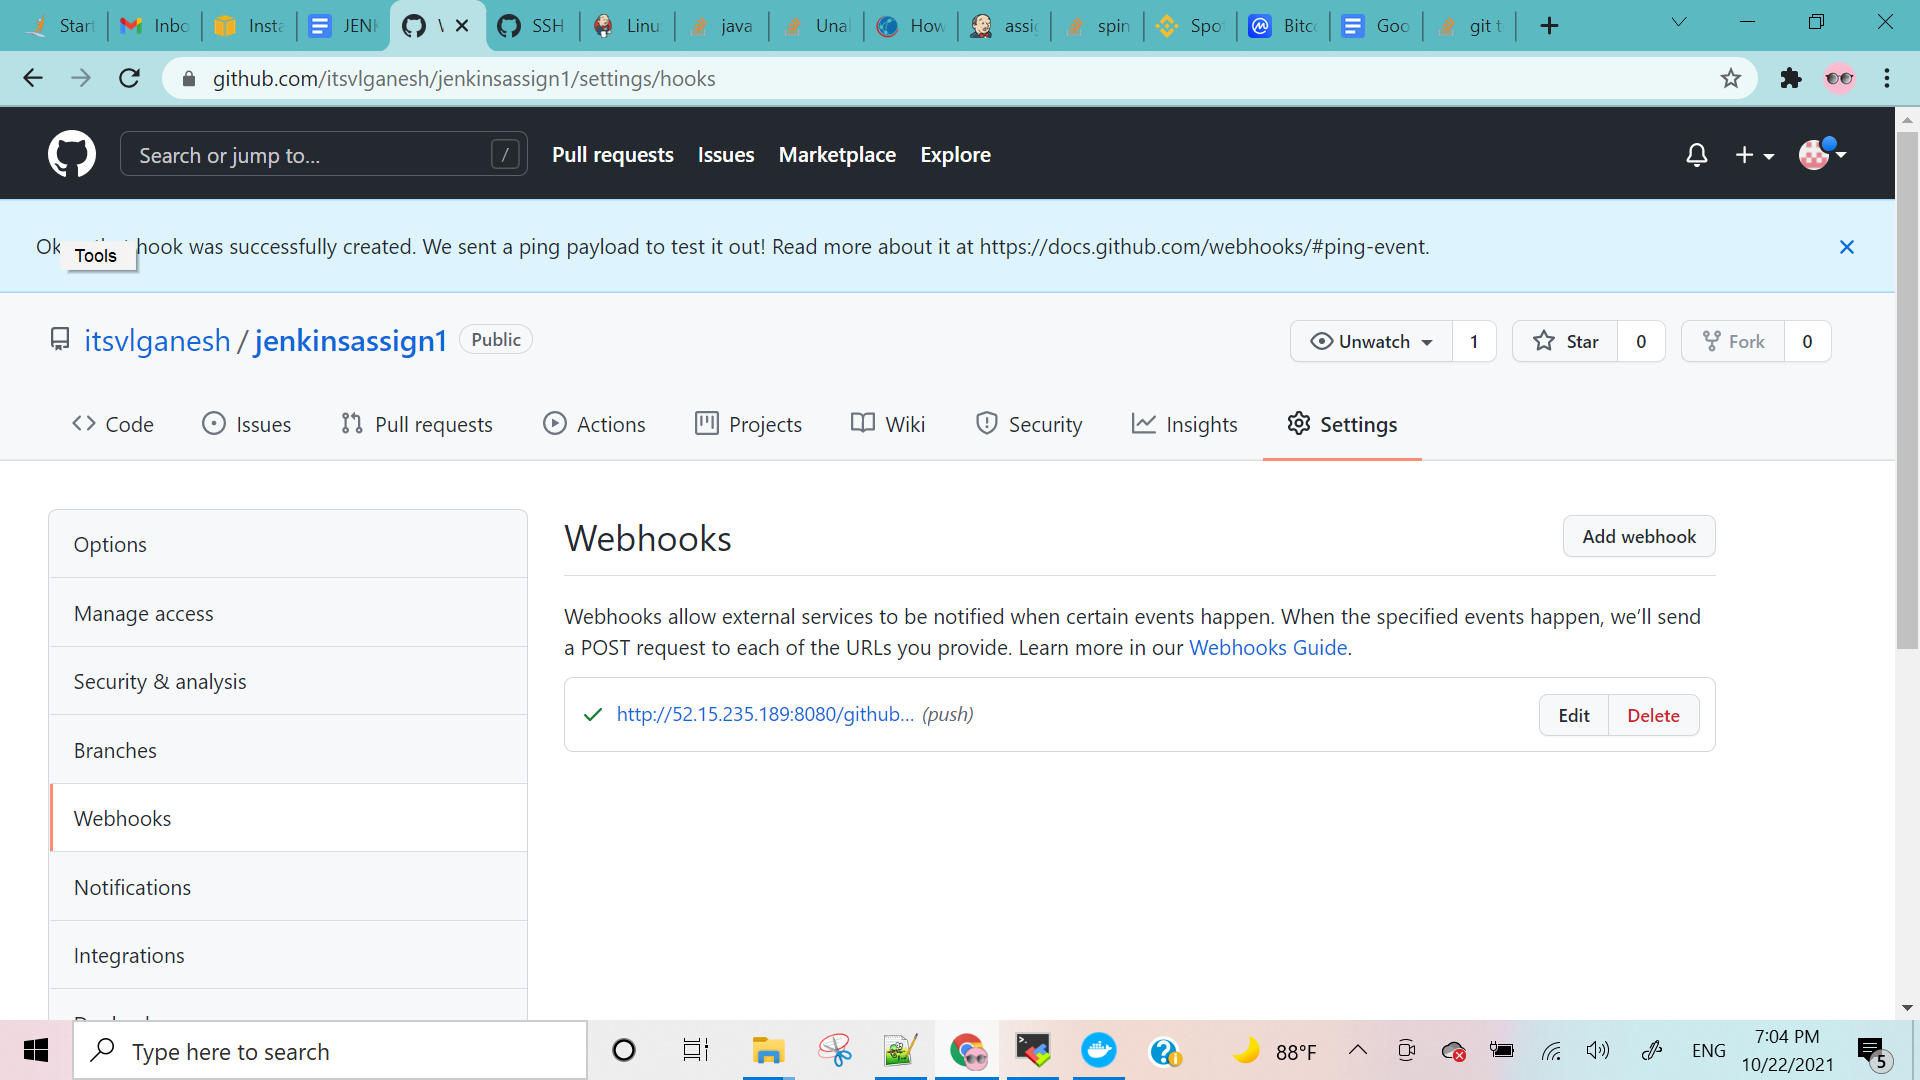 Start
Inbo
Insta
JENK
SSH
Linu
java
Unal
How
assig
spin
Spot
Bitc
Goo
git t
github.com/itsvlganesh/jenkinsassign1/settings/hooks
Search or jump to...
/
Pull requests
Issues
Marketplace
Explore
hook was successfully created. We sent a ping payload to test it out! Read more about it at https://docs.github.com/webhooks/#ping-event.
Tools
itsvlganesh / jenkinsassign1
Public
Unwatch
1
Star
0
Fork
0
Code
Issues
Pull requests
Actions
Projects
Wiki
Security
Insights
Settings
Options
Manage access
Security & analysis
Branches
Webhooks
Notifications
Integrations
Webhooks
Add webhook
Webhooks allow external services to be notified when certain events happen. When the specified events happen, we’ll send
a POST request to each of the URLs you provide. Learn more in our Webhooks Guide.
http://52.15.235.189:8080/github... (push)
Edit
Delete
Type here to search
88°F
ENG
7:04 PM
10/22/2021
5